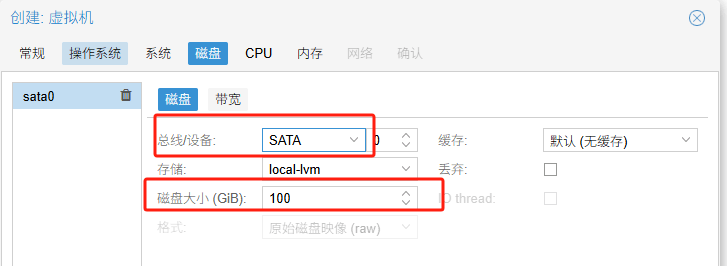 创建: 虚拟机
常规 操作系统 系统 磁盘 CPU 内存 网络 确认
sata0 磁盘 带宽
总线/设备: SATA 0 缓存: 默认 (无缓存)
存储: local-lvm 丢弃:
磁盘大小 (GiB): 100 IO thread:
格式: 原始磁盘映像 (raw)